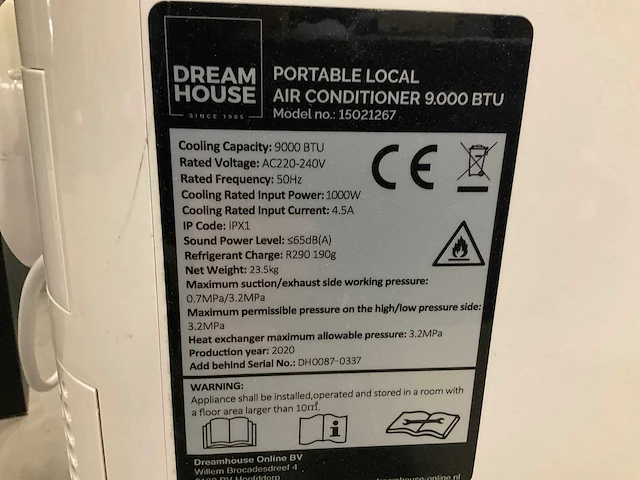 DREAM
HOUSE
SINCE 1985
PORTABLE LOCAL
AIR CONDITIONER 9.000 BTU
Model no.: 15021267
Cooling Capacity: 9000 BTU
Rated Voltage: AC220-240V
Rated Frequency: 50Hz
Cooling Rated Input Power: 1000W
Cooling Rated Input Current: 4.5A
IP Code: IPX1
Sound Power Level: ≤65dB(A)
Refrigerant Charge: R290 190g
Net Weight: 23.5kg
Maximum suction/exhaust side working pressure:
0.7MPa/3.2MPa
Maximum permissible pressure on the high/low pressure side:
3.2MPa
Heat exchanger maximum allowable pressure: 3.2MPa
Production year: 2020
Add behind Serial No.: DH0087-0337
CE
WARNING:
Appliance shall be installed,operated and stored in a room with
a floor area larger than 10㎡.
i
Dreamhouse Online BV
Willem Brocadesdreef 4